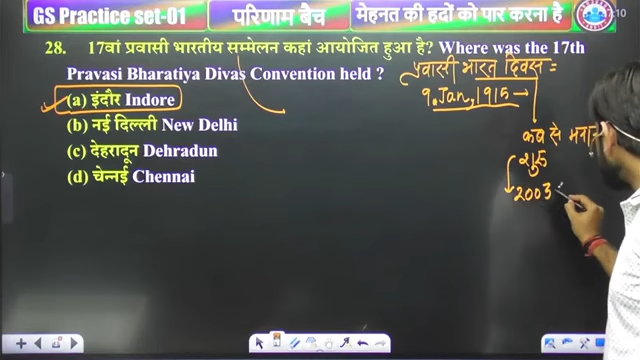 GS Practice set-01 परिणाम बैच मेहनत की हदों को पार करना है
28. 17वां प्रवासी भारतीय सम्मेलन कहां आयोजित हुआ है? Where was the 17th
Pravasi Bharatiya Divas Convention held ?
(a) इंदौर Indore
(b) नई दिल्ली New Delhi
(c) देहरादून Dehradun
(d) चेन्नई Chennai
प्रवासी भारत दिवस =
9 Jan, 1915 →
कब से
शुरु
2003